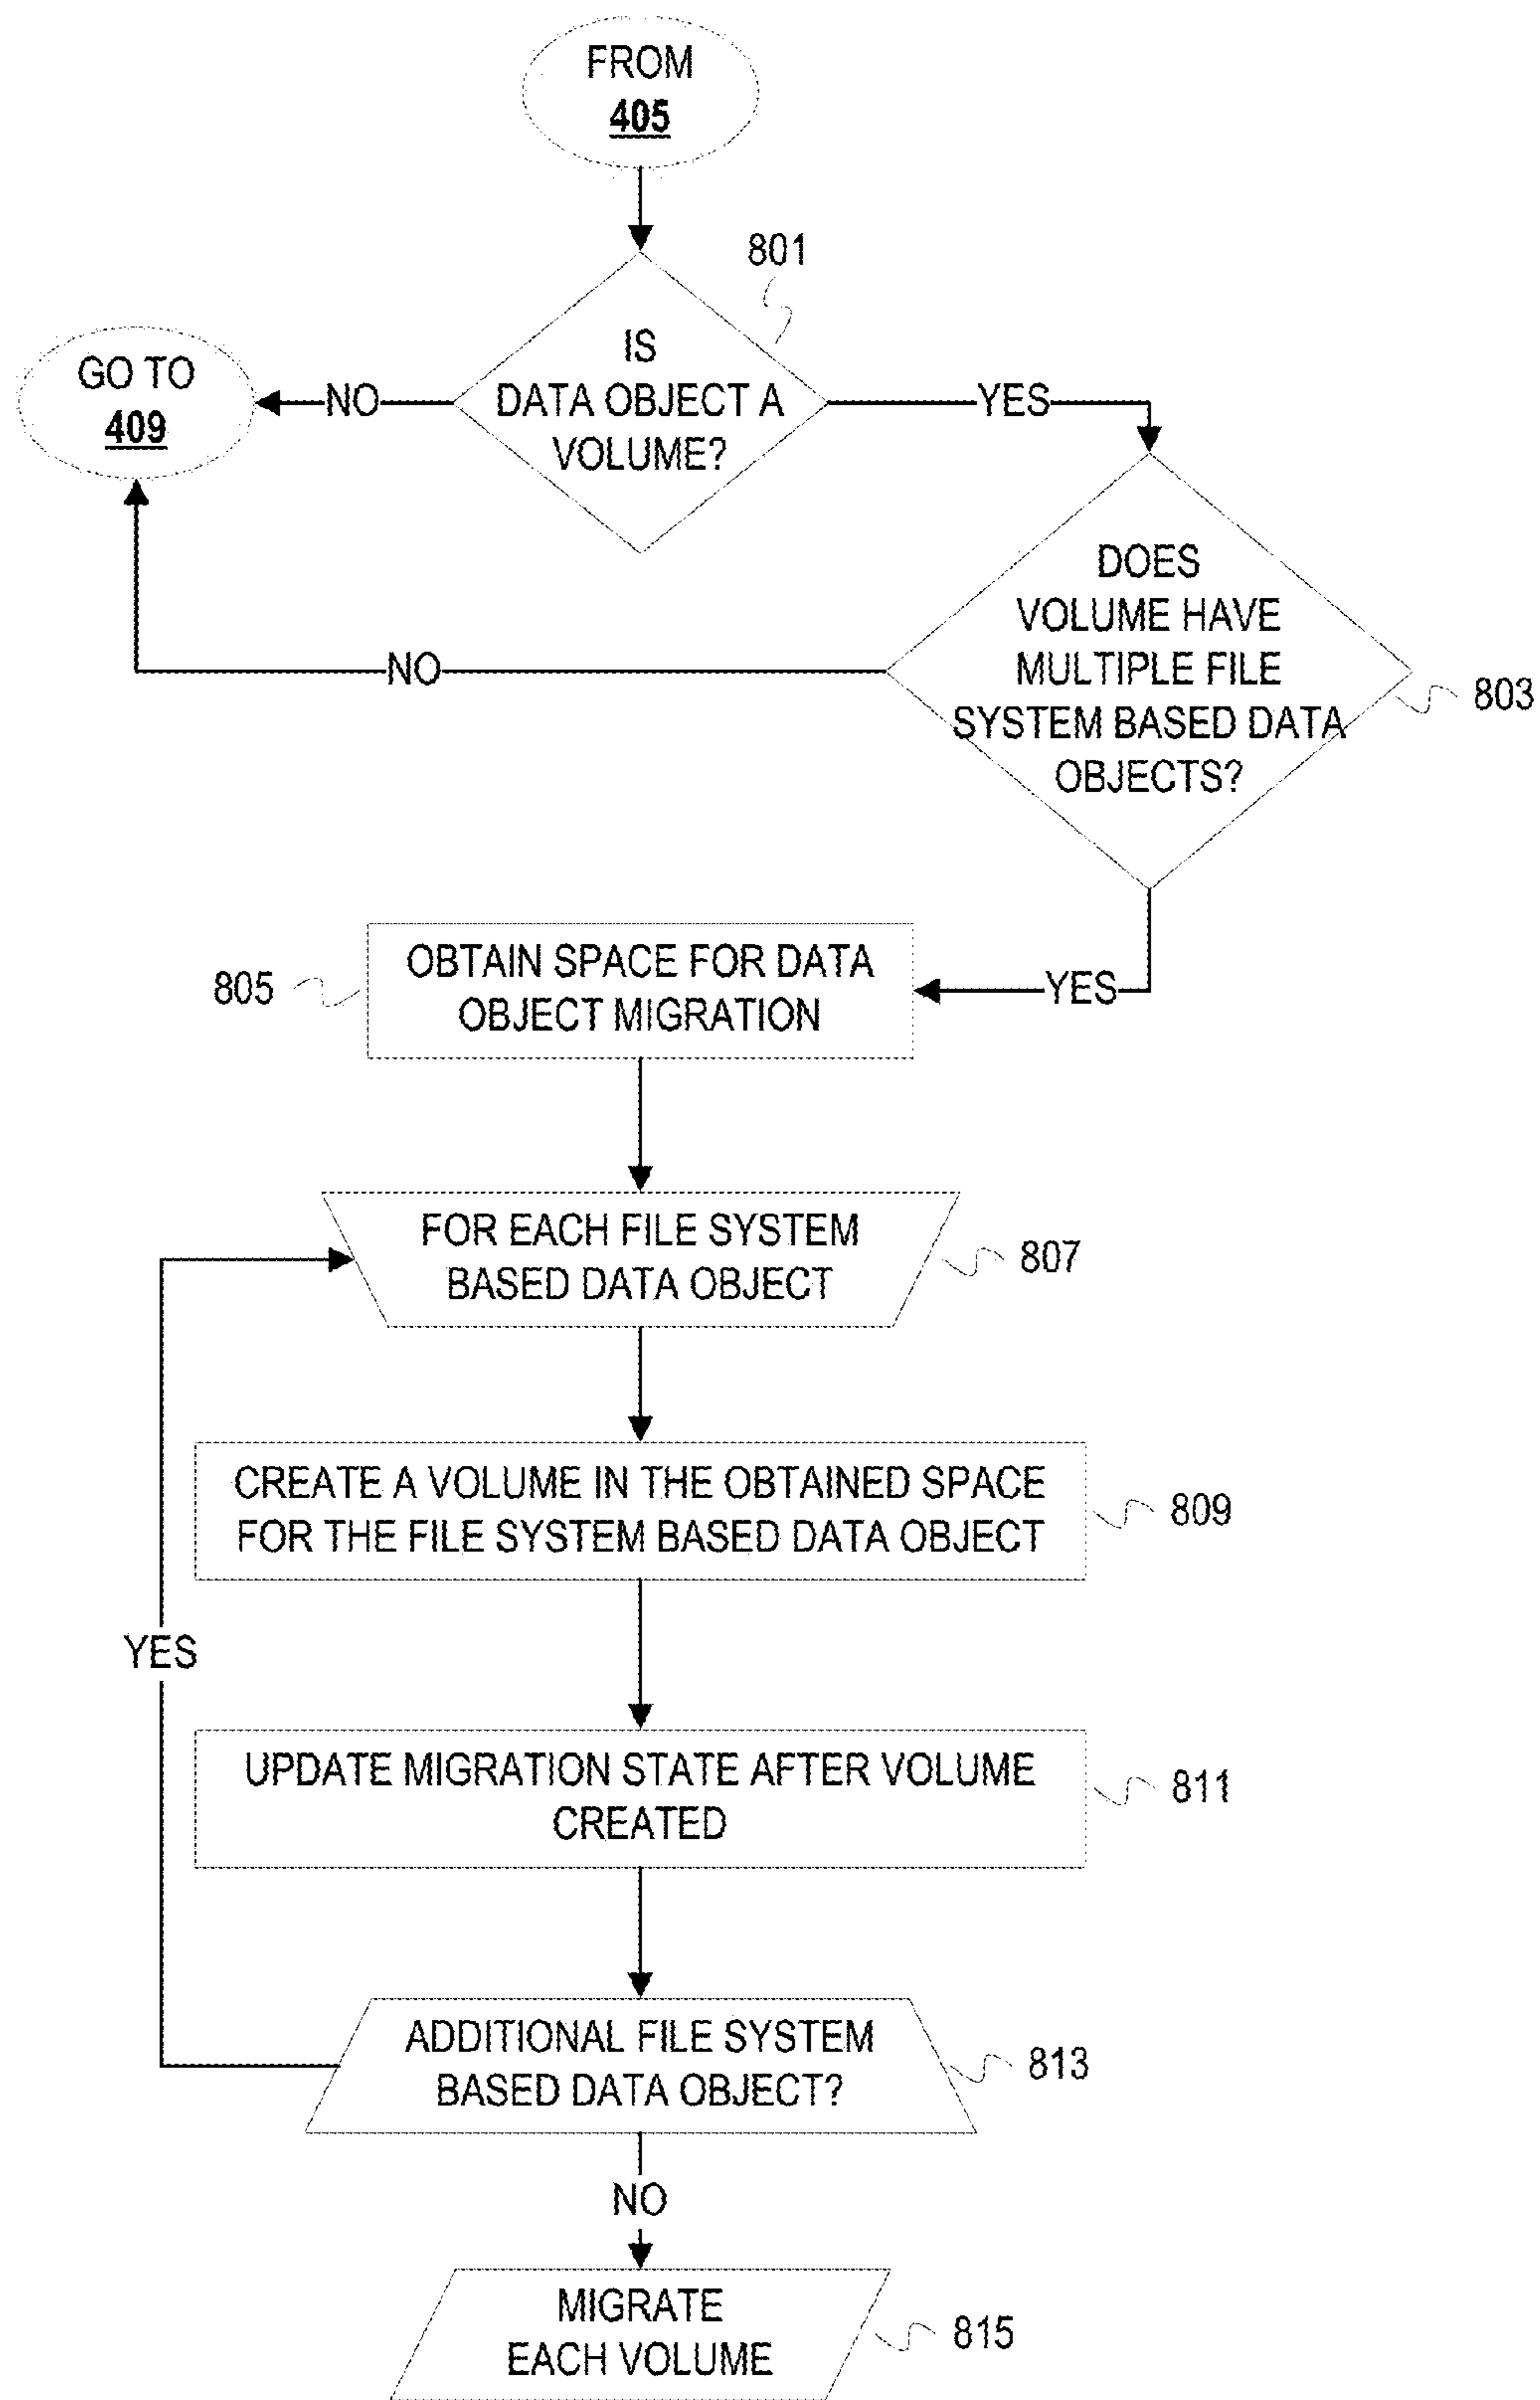 FROM
405
801
IS
DATA OBJECT A
VOLUME?
GO TO
409
NO
YES
DOES
VOLUME HAVE
MULTIPLE FILE
SYSTEM BASED DATA
OBJECTS?
803
NO
YES
805
OBTAIN SPACE FOR DATA
OBJECT MIGRATION
FOR EACH FILE SYSTEM
BASED DATA OBJECT
807
CREATE A VOLUME IN THE OBTAINED SPACE
FOR THE FILE SYSTEM BASED DATA OBJECT
809
YES
UPDATE MIGRATION STATE AFTER VOLUME
CREATED
811
ADDITIONAL FILE SYSTEM
BASED DATA OBJECT?
813
NO
MIGRATE
EACH VOLUME
815